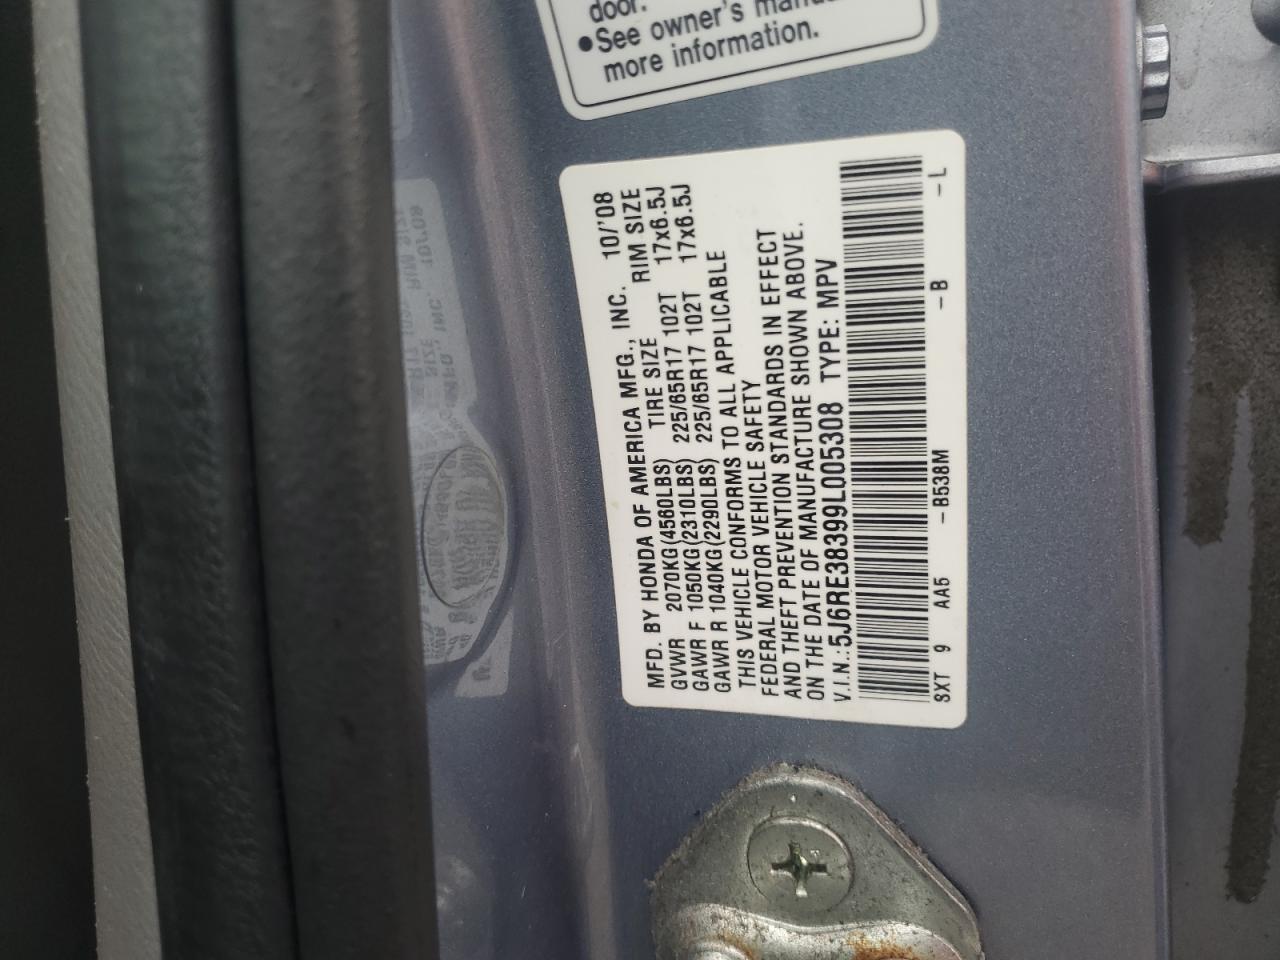 door.
●See owner's manual
more information.
MFD. BY HONDA OF AMERICA MFG., INC. 10/'08
GVWR 2070KG(4560LBS) TIRE SIZE RIM SIZE
GAWR F 1050KG(2310LBS) 225/65R17 102T 17x6.5J
GAWR R 1040KG(2290LBS) 225/65R17 102T 17x6.5J
THIS VEHICLE CONFORMS TO ALL APPLICABLE
FEDERAL MOTOR VEHICLE SAFETY
AND THEFT PREVENTION STANDARDS IN EFFECT
ON THE DATE OF MANUFACTURE SHOWN ABOVE.
V.I.N.:5J6RE38399L005308 TYPE: MPV
SXT 9 AA5 -B538M -B -L